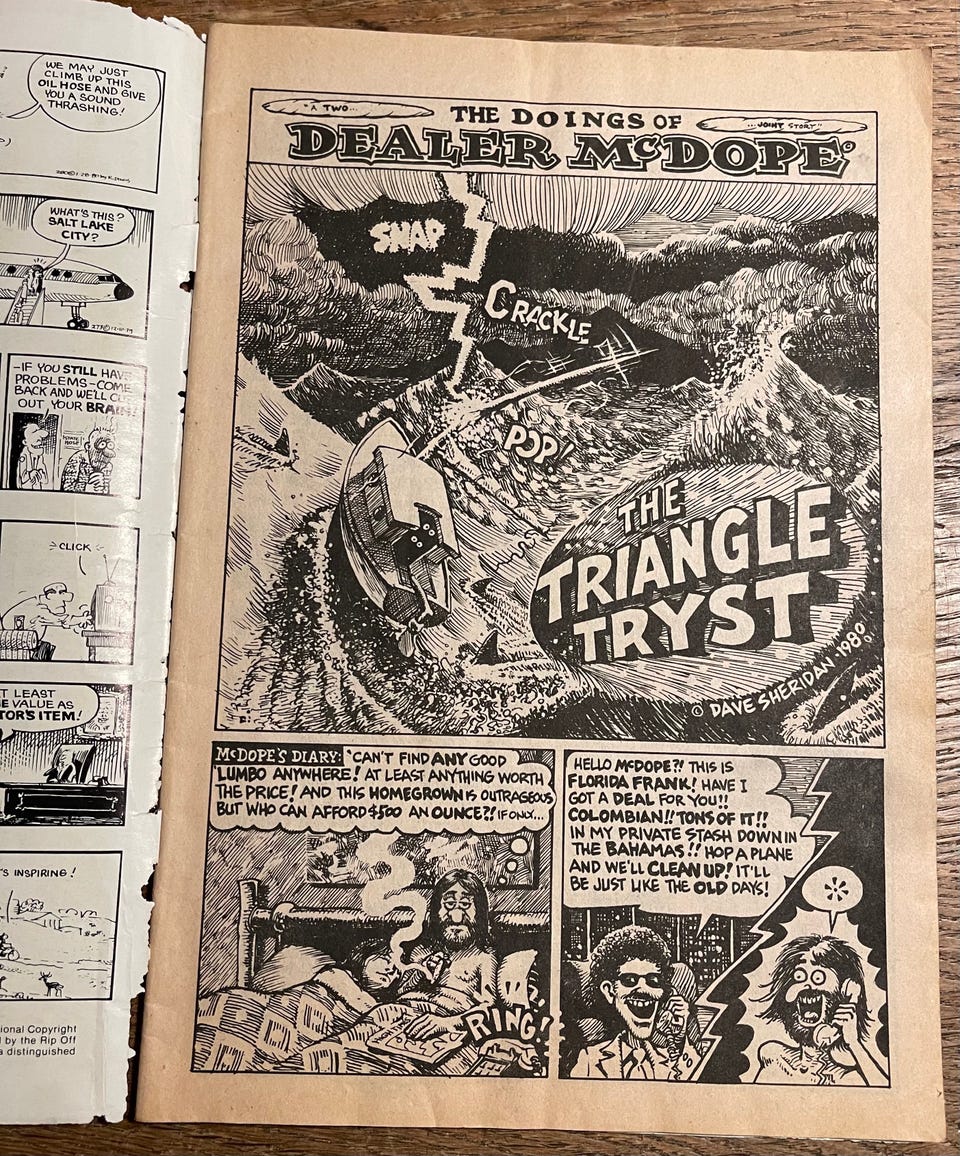 WE MAY JUST
CLIMB UP THIS
OIL HOSE AND GIVE
YOU A SOUND
THRASHING!
WHAT'S THIS?
SALT LAKE
CITY?
-IF YOU STILL HAVE
PROBLEMS-COME
BACK AND WE'LL
OUT YOUR BRAIN!
CLICK
T LEAST
E VALUE AS
TOR'S ITEM!
'S INSPIRING!
ional Copyright
d by the Rip Off
a distinguished
"A TWO...
THE DOINGS OF
...JOINT STORY"
DEALER McDOPE
SNAP
CRACKLE
POP!
THE
TRIANGLE
TRYST
© DAVE SHERIDAN 1980
McDOPE'S DIARY: "CAN'T FIND ANY GOOD
'LUMBO ANYWHERE! AT LEAST ANYTHING WORTH
THE PRICE! AND THIS HOMEGROWN IS OUTRAGEOUS
BUT WHO CAN AFFORD $500 AN OUNCE?! IF ONLY...
RING!
HELLO McDOPE?! THIS IS
FLORIDA FRANK! HAVE I
GOT A DEAL FOR YOU!!
COLOMBIAN!! TONS OF IT!!
IN MY PRIVATE STASH DOWN IN
THE BAHAMAS!! HOP A PLANE
AND WE'LL CLEAN UP! IT'LL
BE JUST LIKE THE OLD DAYS!